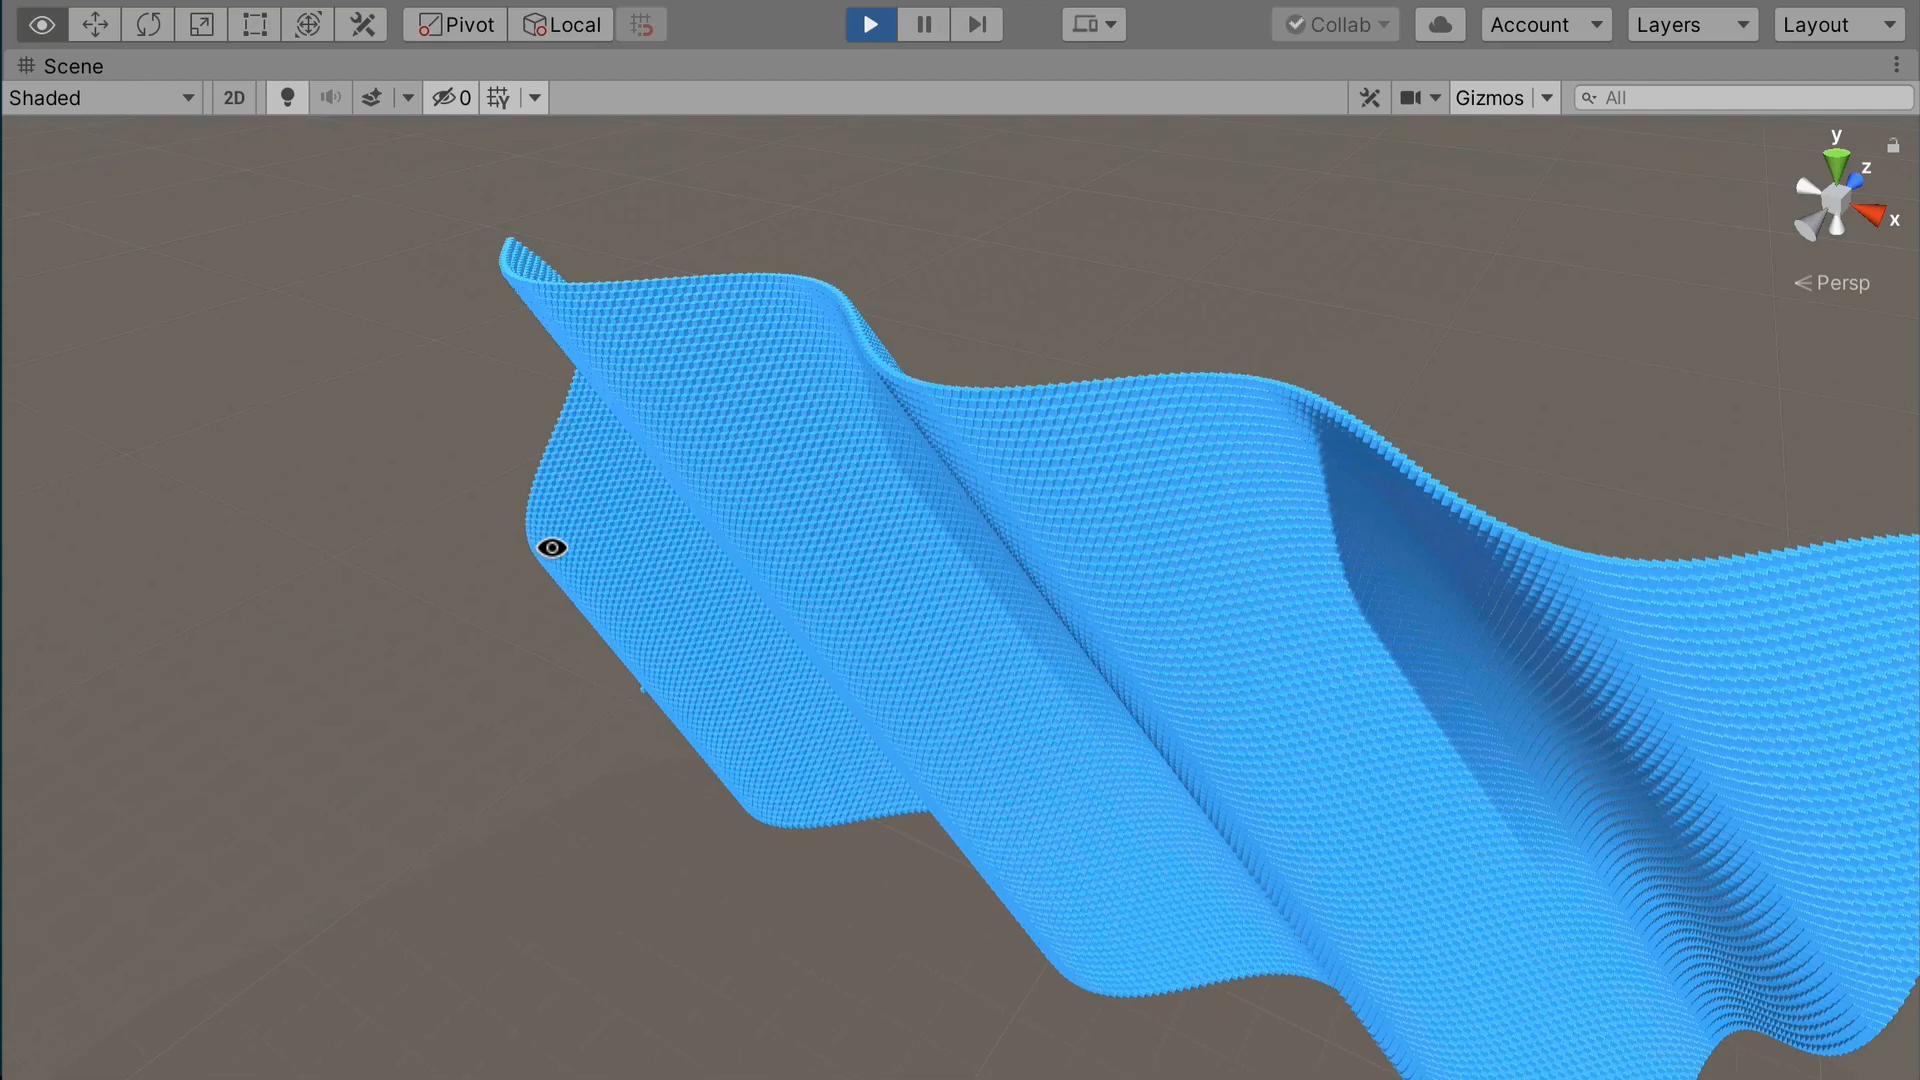 Pivot Local Collab Account Layers Layout
Scene
Shaded 2D 0 Gizmos All
y
z
x
Persp